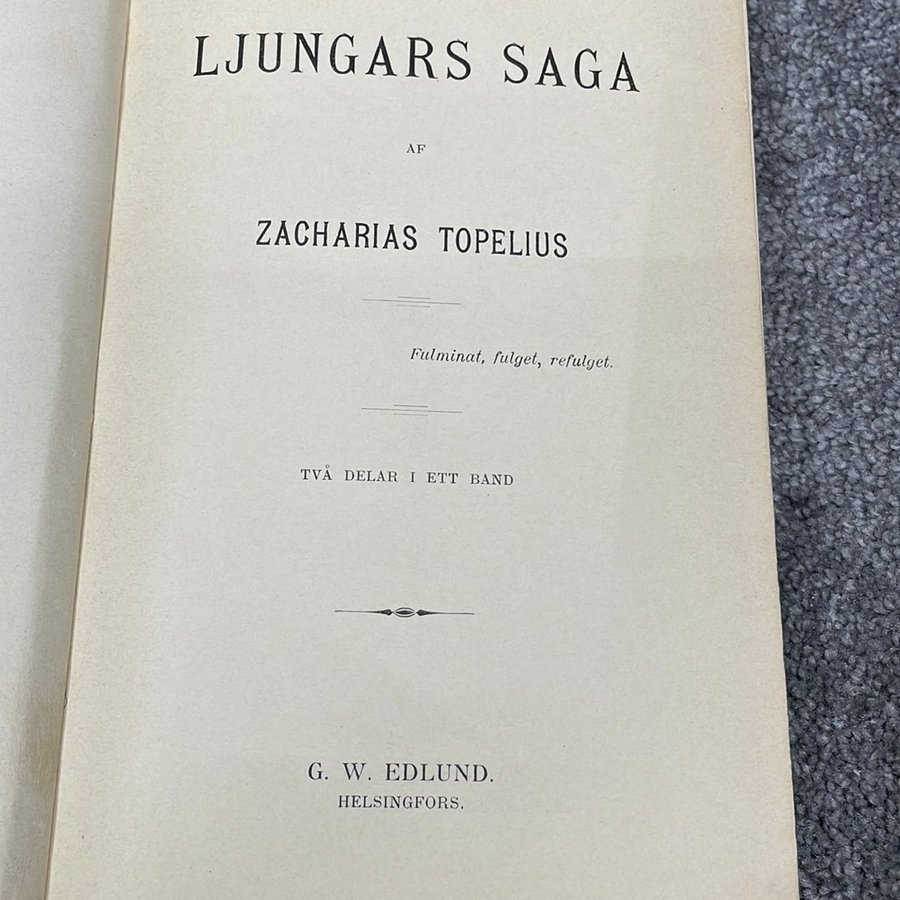 LJUNGARS SAGA
AF
ZACHARIAS TOPELIUS
Fulminat, fulget, refulget.
TVÅ DELAR I ETT BAND
G. W. EDLUND.
HELSINGFORS.